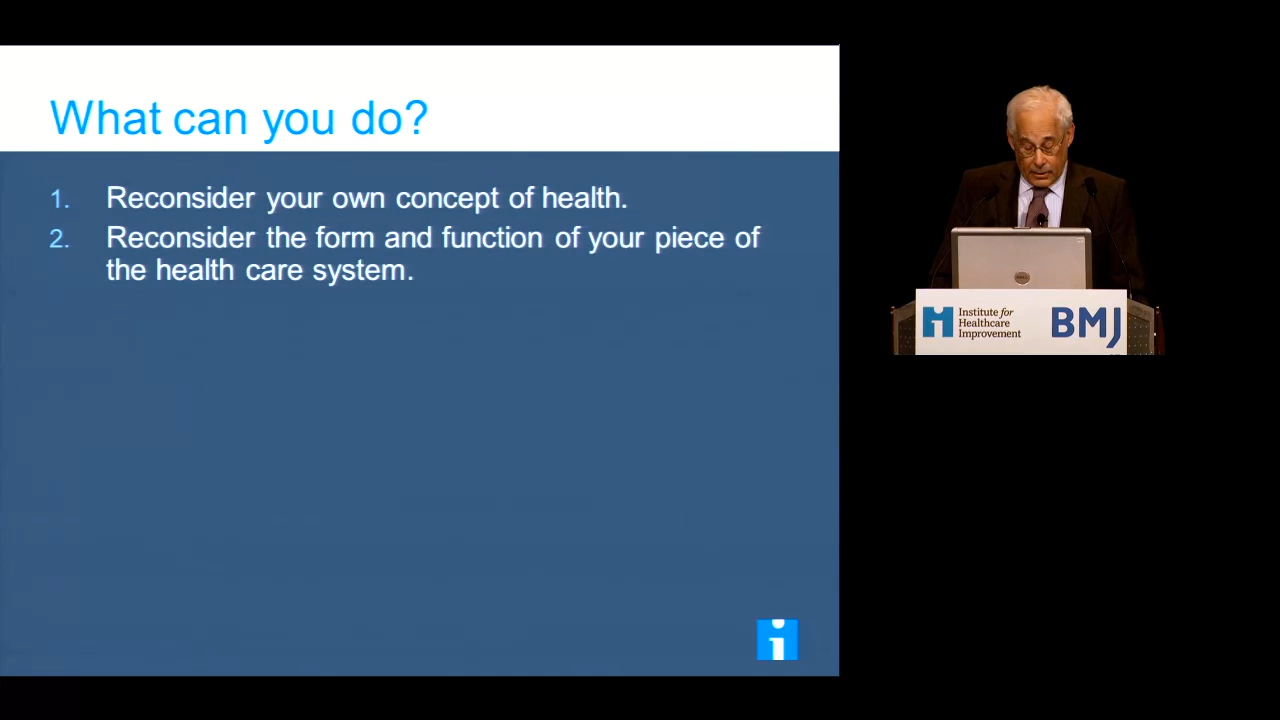 What can you do?
1. Reconsider your own concept of health.
2. Reconsider the form and function of your piece of
the health care system.
Institute for
Healthcare
Improvement
BMJ
DELL